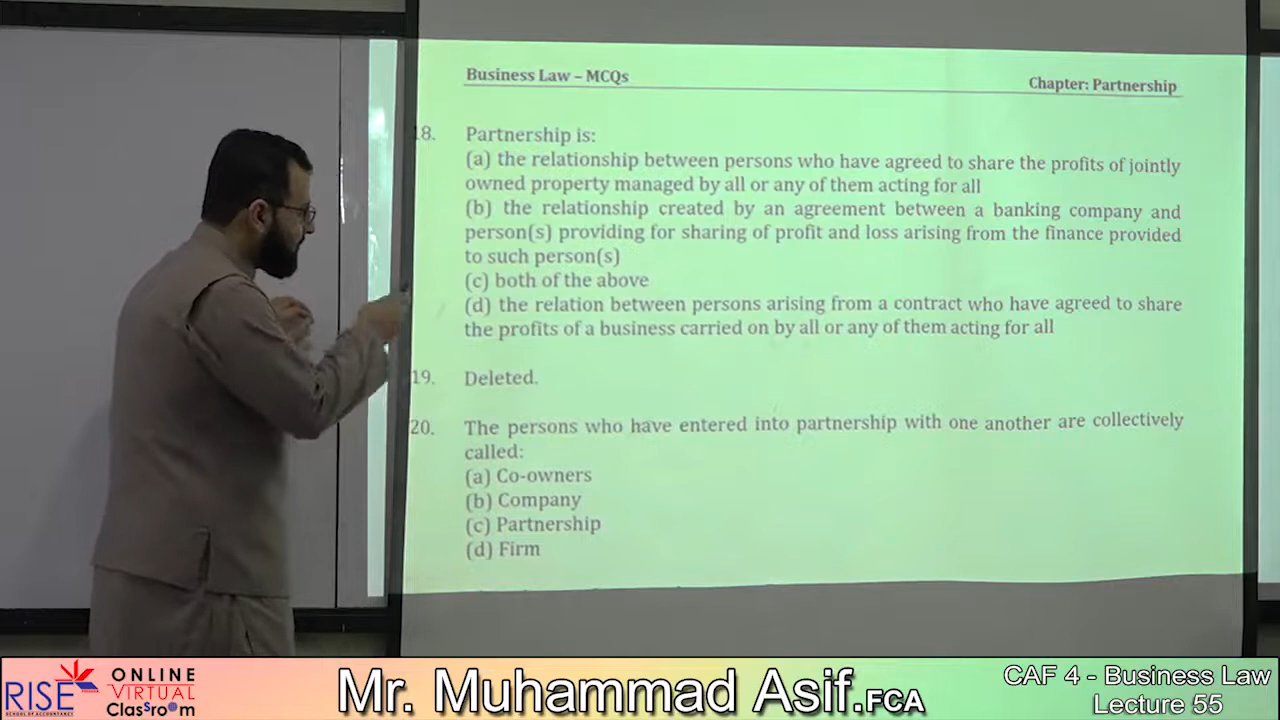 Business Law – MCQs
Chapter: Partnership
18. Partnership is:
(a) the relationship between persons who have agreed to share the profits of jointly
owned property managed by all or any of them acting for all
(b) the relationship created by an agreement between a banking company and
person(s) providing for sharing of profit and loss arising from the finance provided
to such person(s)
(c) both of the above
(d) the relation between persons arising from a contract who have agreed to share
the profits of a business carried on by all or any of them acting for all
19. Deleted.
20. The persons who have entered into partnership with one another are collectively
called:
(a) Co-owners
(b) Company
(c) Partnership
(d) Firm
RISE
SCHOOL OF ACCOUNTANCY
ONLINE
VIRTUAL
ClassroOm
Mr. Muhammad Asif.FCA
CAF 4 - Business Law
Lecture 55